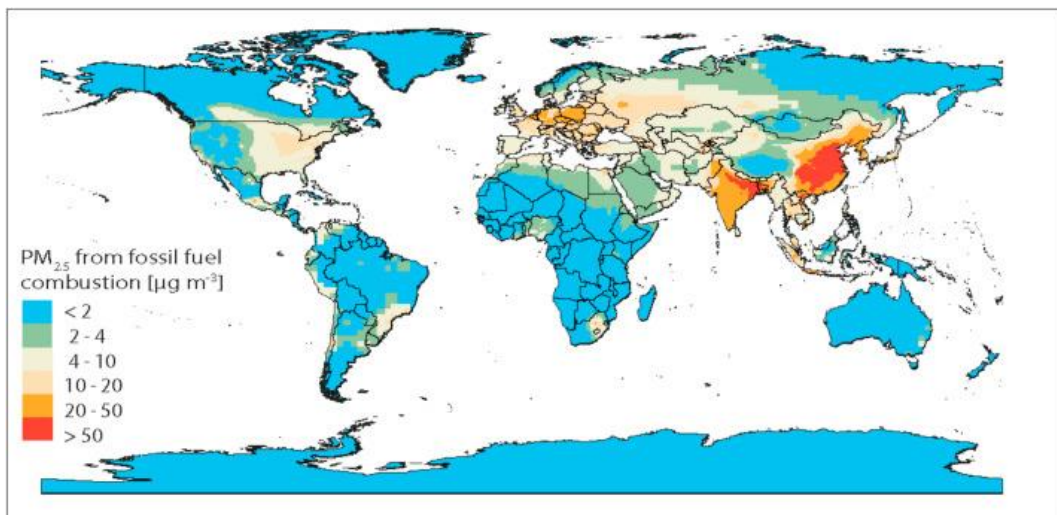 PM2.5 from fossil fuel
combustion [µg m-3]
< 2
2 - 4
4 - 10
10 - 20
20 - 50
> 50